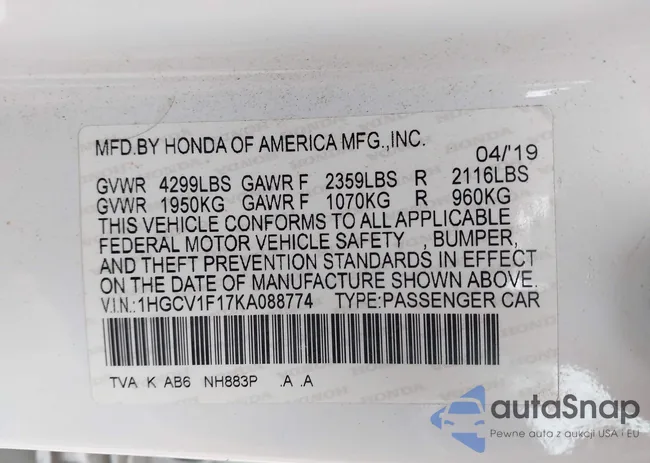 MFD.BY HONDA OF AMERICA MFG.,INC.
04/'19
GVWR 4299LBS GAWR F 2359LBS R 2116LBS
GVWR 1950KG GAWR F 1070KG R 960KG
THIS VEHICLE CONFORMS TO ALL APPLICABLE
FEDERAL MOTOR VEHICLE SAFETY , BUMPER,
AND THEFT PREVENTION STANDARDS IN EFFECT
ON THE DATE OF MANUFACTURE SHOWN ABOVE.
V.I.N.:1HGCV1F17KA088774 TYPE:PASSENGER CAR
TVA K AB6 NH883P .A .A
autaSnap
Pewne auta z aukcji USA i EU